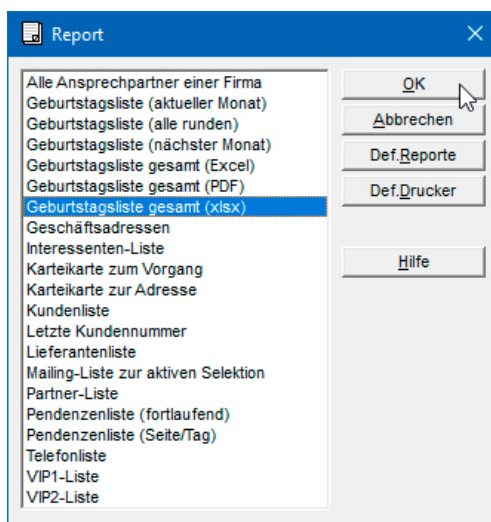 Report
Alle Ansprechpartner einer Firma
Geburtstagsliste (aktueller Monat)
Geburtstagsliste (alle runden)
Geburtstagsliste (nächster Monat)
Geburtstagsliste gesamt (Excel)
Geburtstagsliste gesamt (PDF)
Geburtstagsliste gesamt (xlsx)
Geschäftsadressen
Interessenten-Liste
Karteikarte zum Vorgang
Karteikarte zur Adresse
Kundenliste
Letzte Kundennummer
Lieferantenliste
Mailing-Liste zur aktiven Selektion
Partner-Liste
Pendenzenliste (fortlaufend)
Pendenzenliste (Seite/Tag)
Telefonliste
VIP1-Liste
VIP2-Liste
OK
Abbrechen
Def.Reporte
Def.Drucker
Hilfe